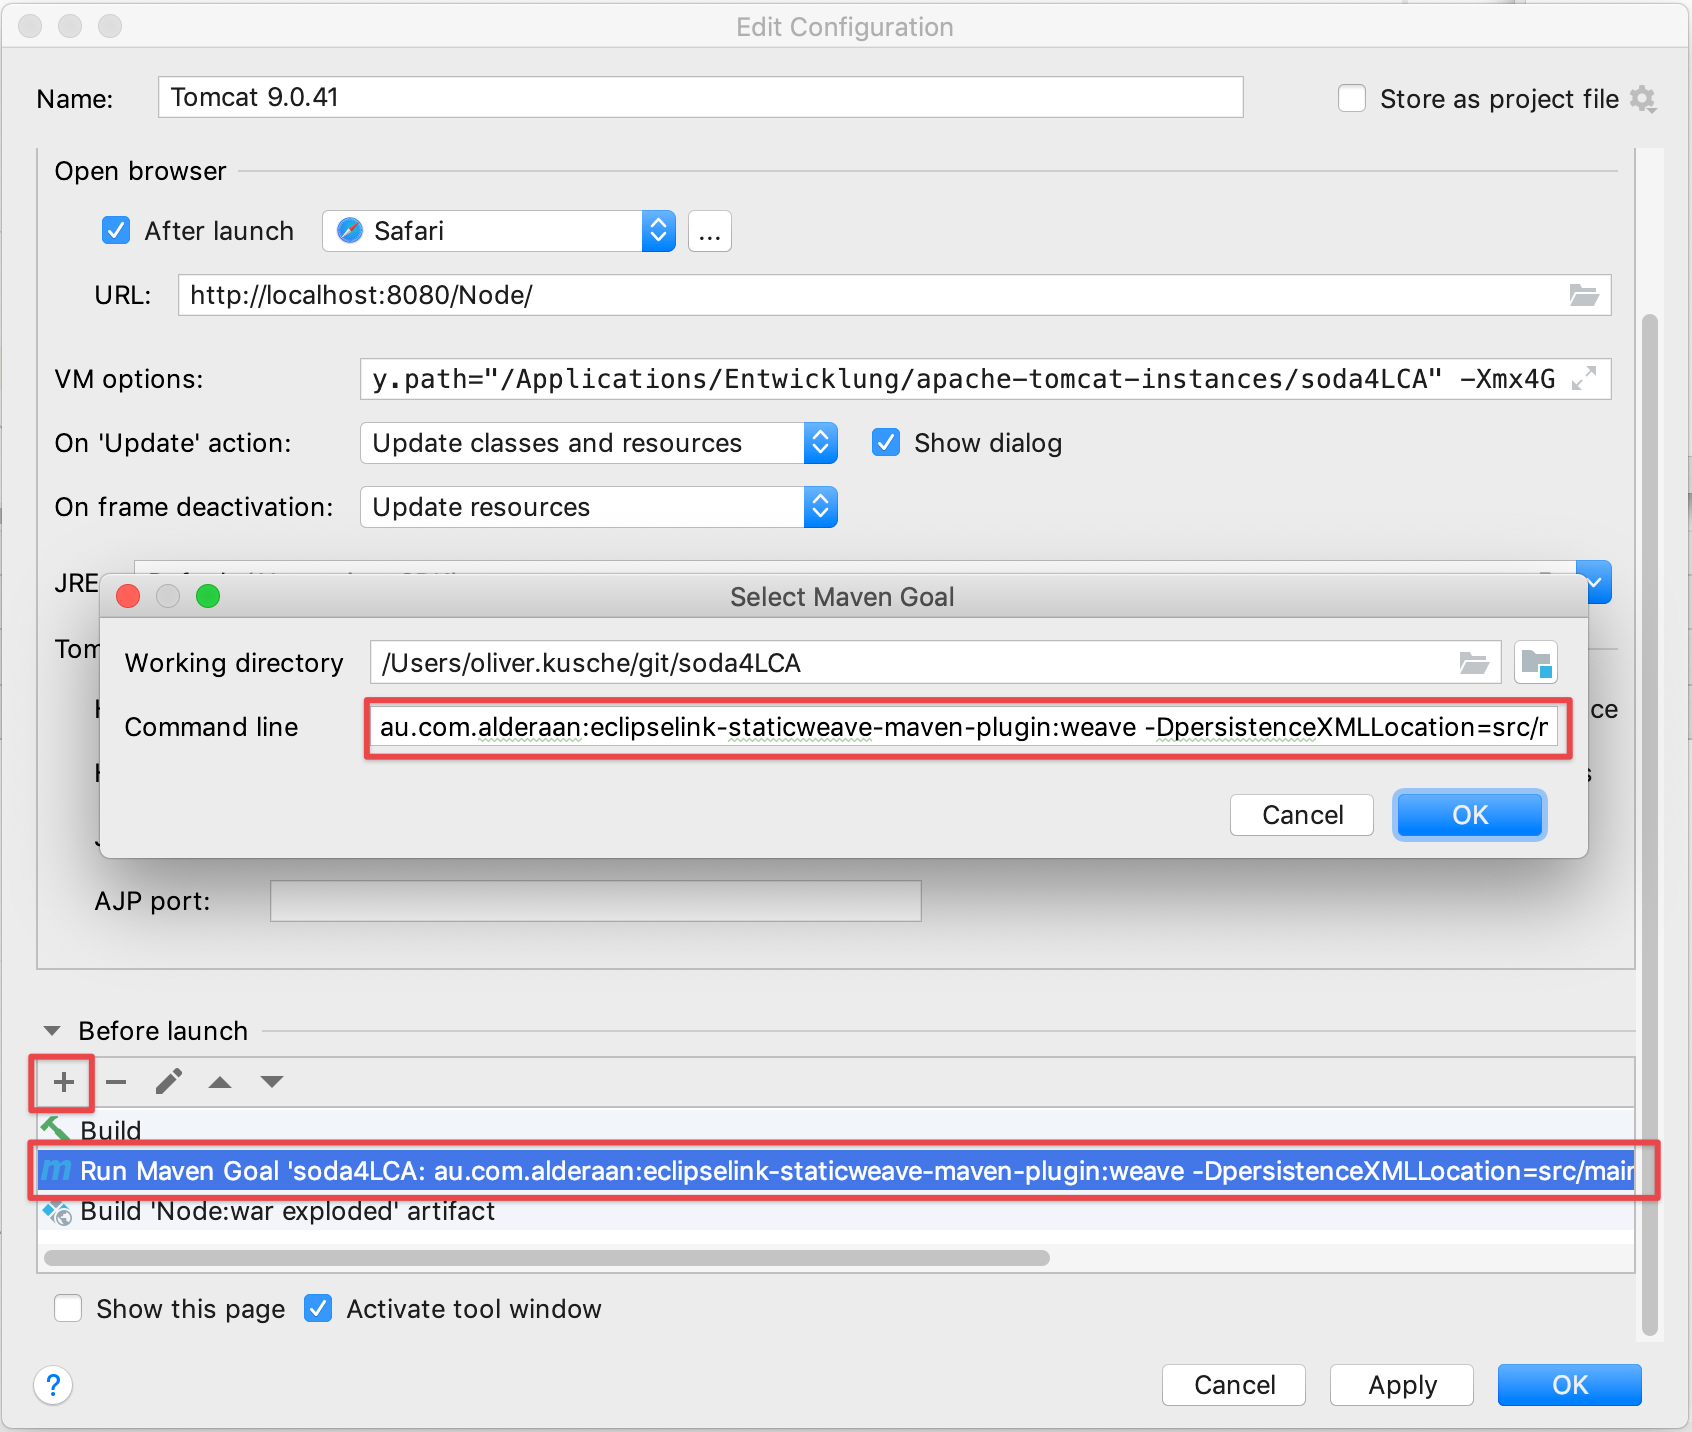 Edit Configuration
Name: Tomcat 9.0.41 Store as project file
Open browser
After launch Safari ...
URL: http://localhost:8080/Node/
VM options: y.path="/Applications/Entwicklung/apache-tomcat-instances/soda4LCA" -Xmx4G
On 'Update' action: Update classes and resources Show dialog
On frame deactivation: Update resources
JRE
Select Maven Goal
Working directory /Users/oliver.kusche/git/soda4LCA
Command line au.com.alderaan:eclipselink-staticweave-maven-plugin:weave -DpersistenceXMLLocation=src/
Cancel OK
AJP port:
Before launch
Build
Run Maven Goal 'soda4LCA: au.com.alderaan:eclipselink-staticweave-maven-plugin:weave -DpersistenceXMLLocation=src/main
Build 'Node:war exploded' artifact
Show this page Activate tool window
? Cancel Apply OK